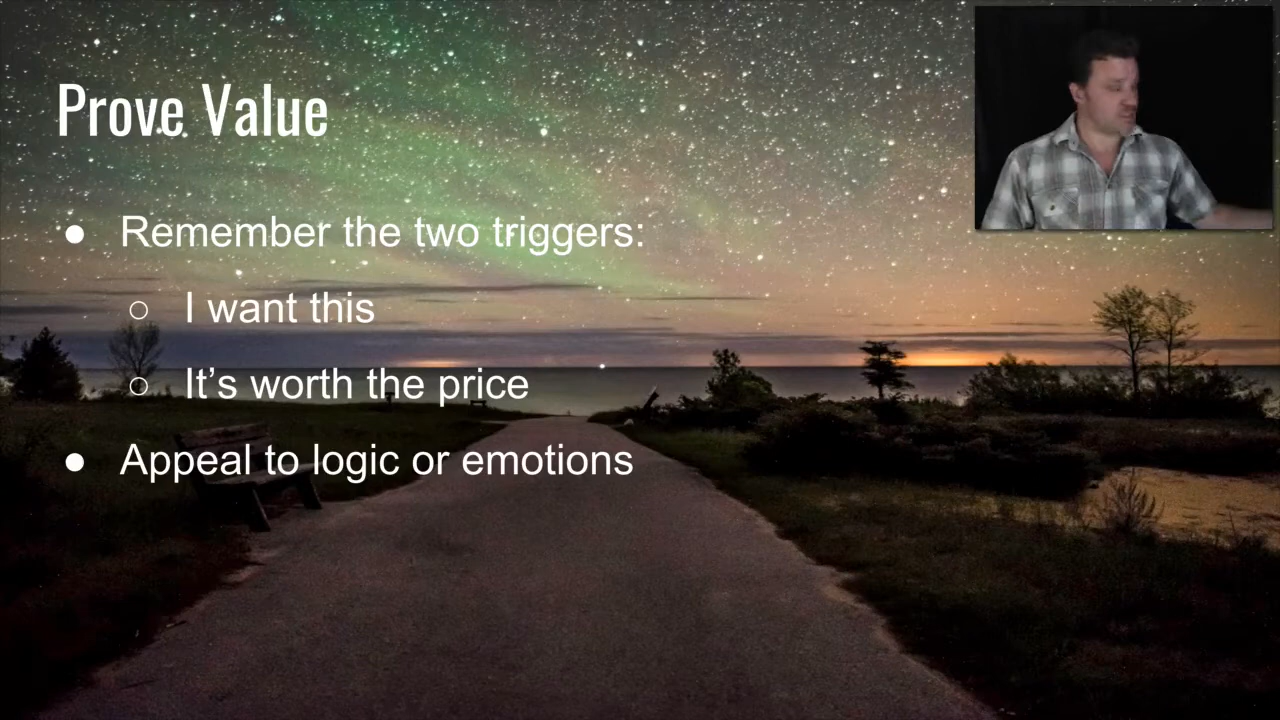 Prove Value
● Remember the two triggers:
○ I want this
○ It’s worth the price
● Appeal to logic or emotions